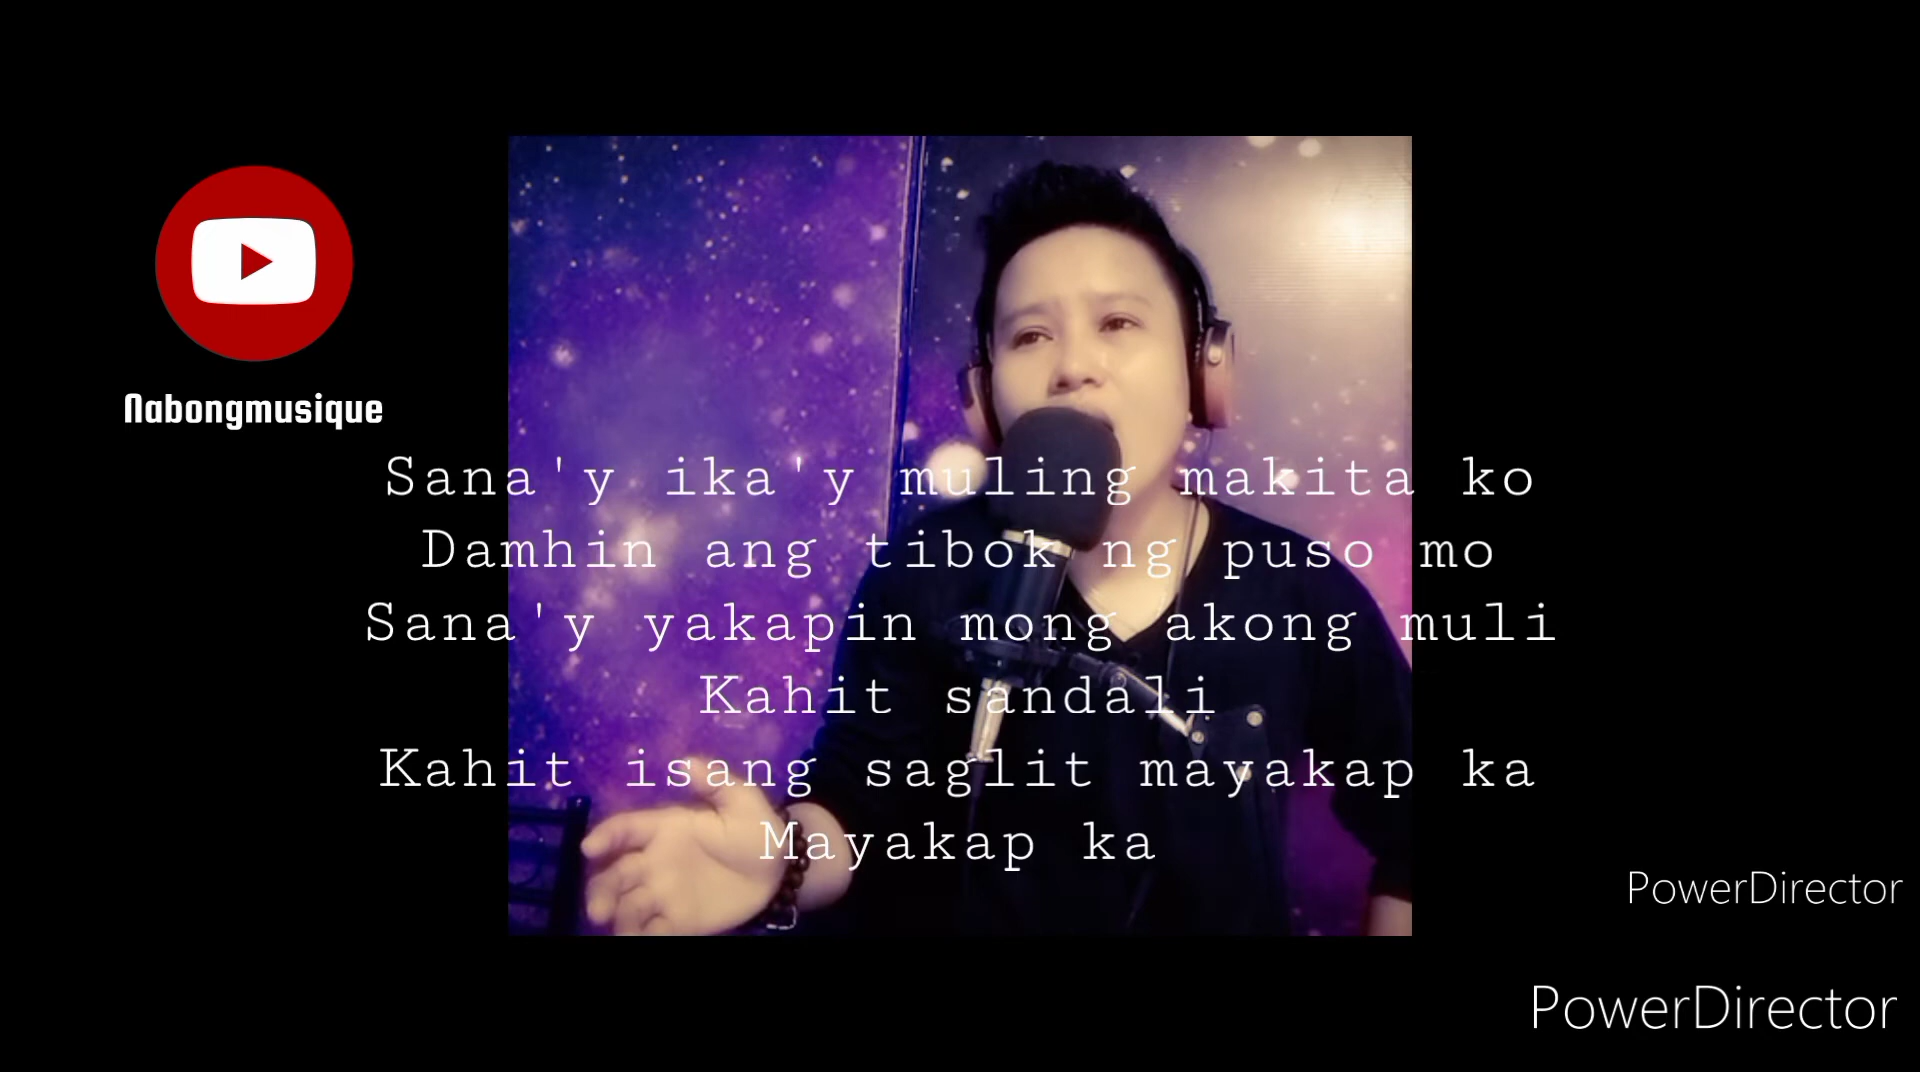 Nabongmusique
Sana'y ika'y muling makita ko
Damhin ang tibok ng puso mo
Sana'y yakapin mong akong muli
Kahit sandali
Kahit isang saglit mayakap ka
Mayakap ka
PowerDirector
PowerDirector